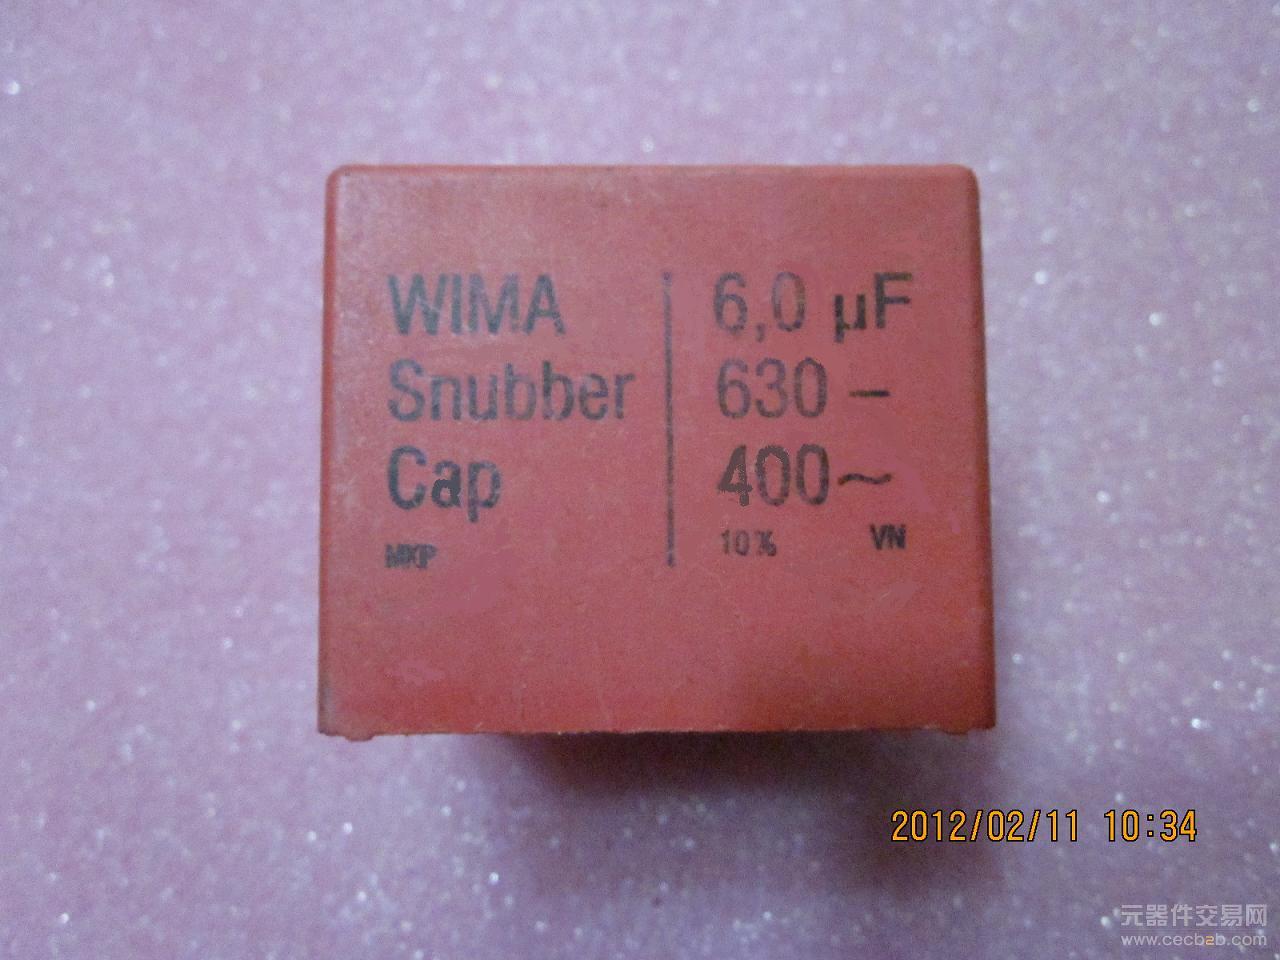 WIMA
Snubber
Cap
MKP
6,0 µF
630 –
400~
10% VN
2012/02/11 10:34
元器件交易网
www.cecb2b.com